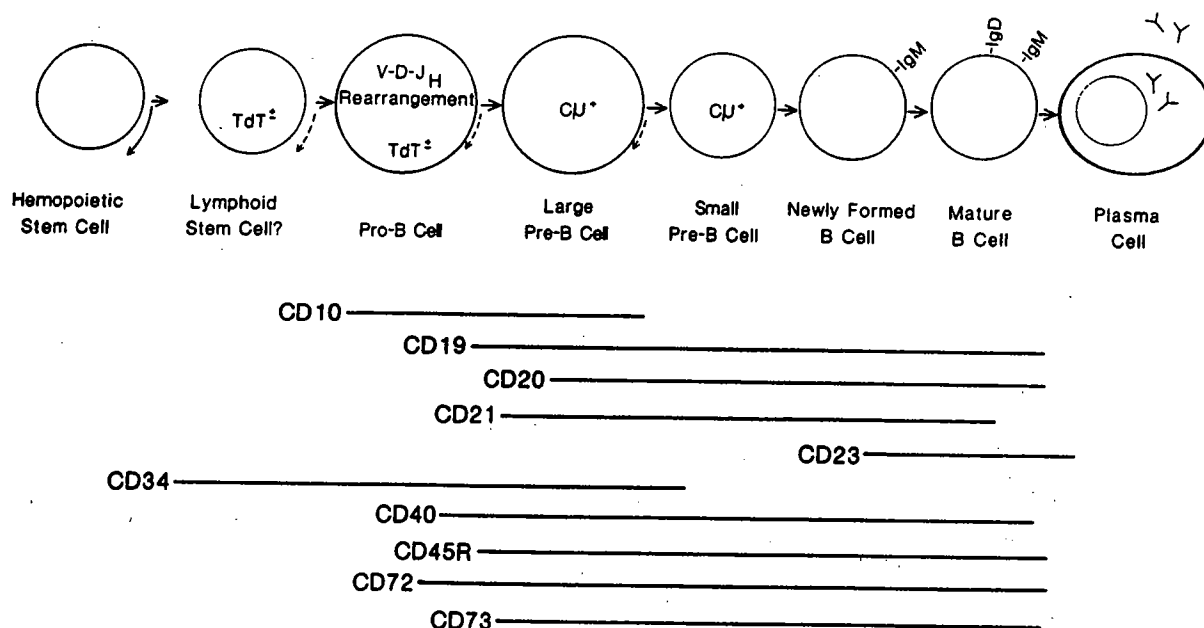 -IgM
-IgD
-IgM
V-D-J H
Rearrangement
TdT ±
TdT ±
Cμ +
Cμ +
Hemopoietic
Stem Cell
Lymphoid
Stem Cell?
Pro-B Cell
Large
Pre-B Cell
Small
Pre-B Cell
Newly Formed
B Cell
Mature
B Cell
Plasma
Cell
CD10
CD19
CD20
CD21
CD23
CD34
CD40
CD45R
CD72
CD73